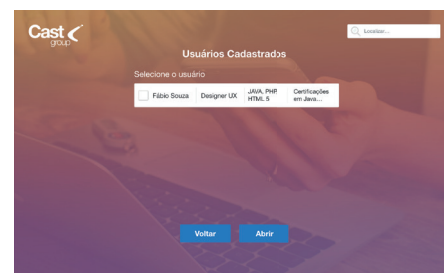 Cast
group
Localizar...
Usuários Cadastrados
Selecione o usuário
Fábio Souza
Designer UX
JAVA, PHP,
HTML 5
Certificações
em Java...
Voltar
Abrir